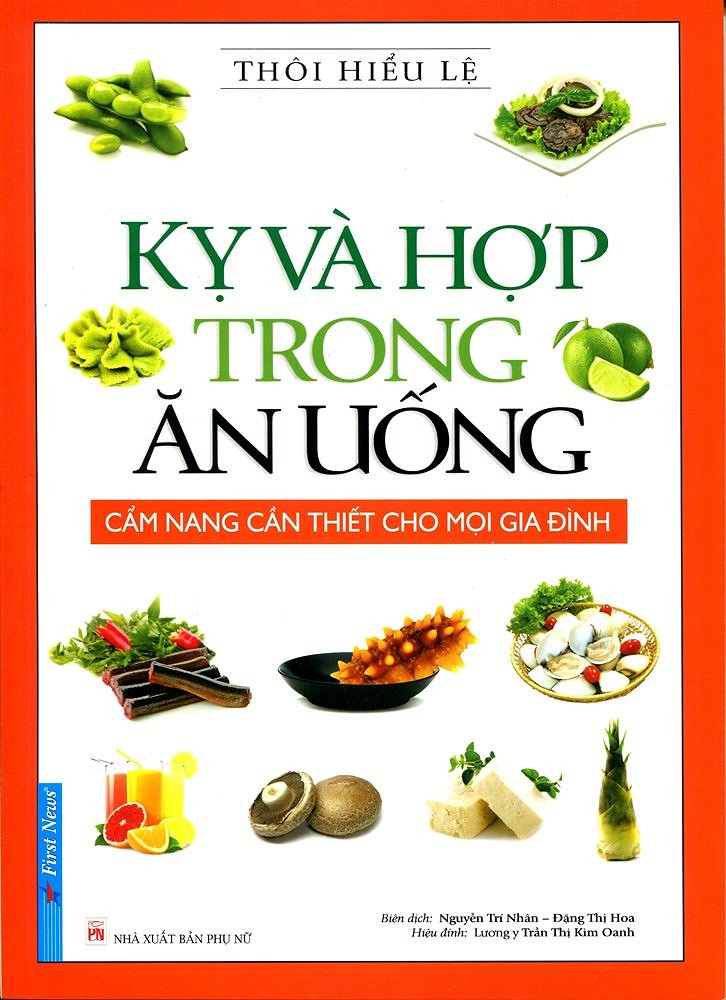 THÔI HIỂU LỆ
KỴ VÀ HỢP
TRONG
ĂN UỐNG
CẨM NANG CẦN THIẾT CHO MỌI GIA ĐÌNH
First News
PN
NHÀ XUẤT BẢN PHỤ NỮ
Biên dịch: Nguyễn Trí Nhân – Đặng Thị Hoa
Hiệu đính: Lương y Trần Thị Kim Oanh